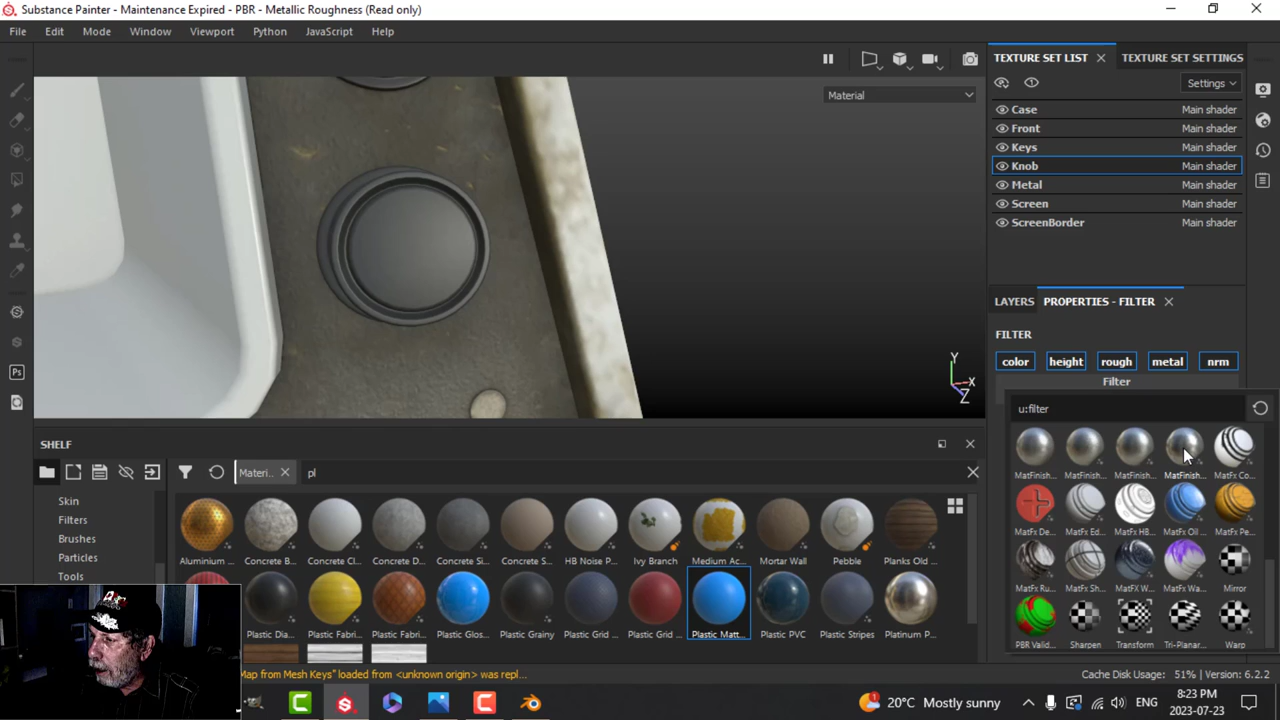 Substance Painter - Maintenance Expired - PBR - Metallic Roughness (Read only)
File Edit Mode Window Viewport Python JavaScript Help
TEXTURE SET LIST TEXTURE SET SETTINGS
Settings
Material
Case Main shader
Front Main shader
Keys Main shader
Knob Main shader
Metal Main shader
Screen Main shader
ScreenBorder Main shader
LAYERS PROPERTIES - FILTER
FILTER
color height rough metal nrm
Filter
Y
X
Z
u:filter
MatFinish... MatFinish... MatFinish... MatFinish... MatFx Co...
MatFx De... MatFx Ed... MatFx HB... MatFx Oil ... MatFx Pe...
MatFx Ru... MatFx Sh... MatFx W... MatFx Wa... Mirror
PBR Valid... Sharpen Transform Tri-Planar... Warp
SHELF
Ps
Materi... pl
Skin
Filters
Brushes
Particles
Tools
Aluminium ... Concrete B... Concrete Cl... Concrete D... Concrete Si... Concrete S... HB Noise P... Ivy Branch Medium Ac... Mortar Wall Pebble Planks Old ...
Plastic Dia... Plastic Fabri... Plastic Fabri... Plastic Glos... Plastic Grainy Plastic Grid ... Plastic Grid ... Plastic Matt... Plastic PVC Plastic Stripes Platinum P...
Map from Mesh Keys" loaded from <unknown origin> was repl...
Cache Disk Usage: 51% | Version: 6.2.2
20°C Mostly sunny
ENG
8:23 PM
2023-07-23